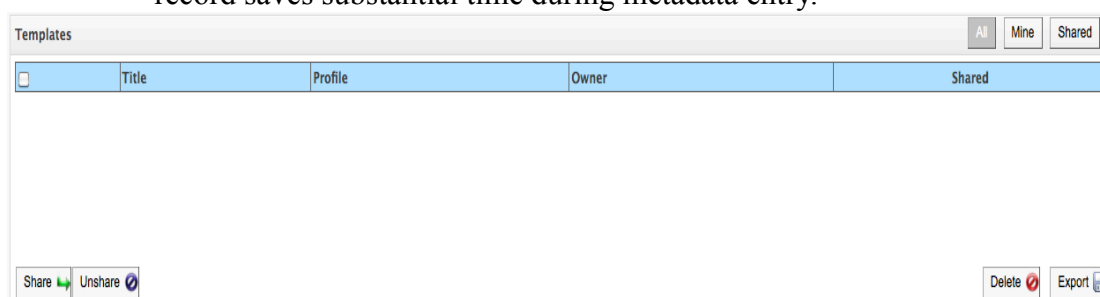 record saves substantial time during metadata entry.
Templates All Mine Shared
Title Profile Owner Shared
Share Unshare Delete Export